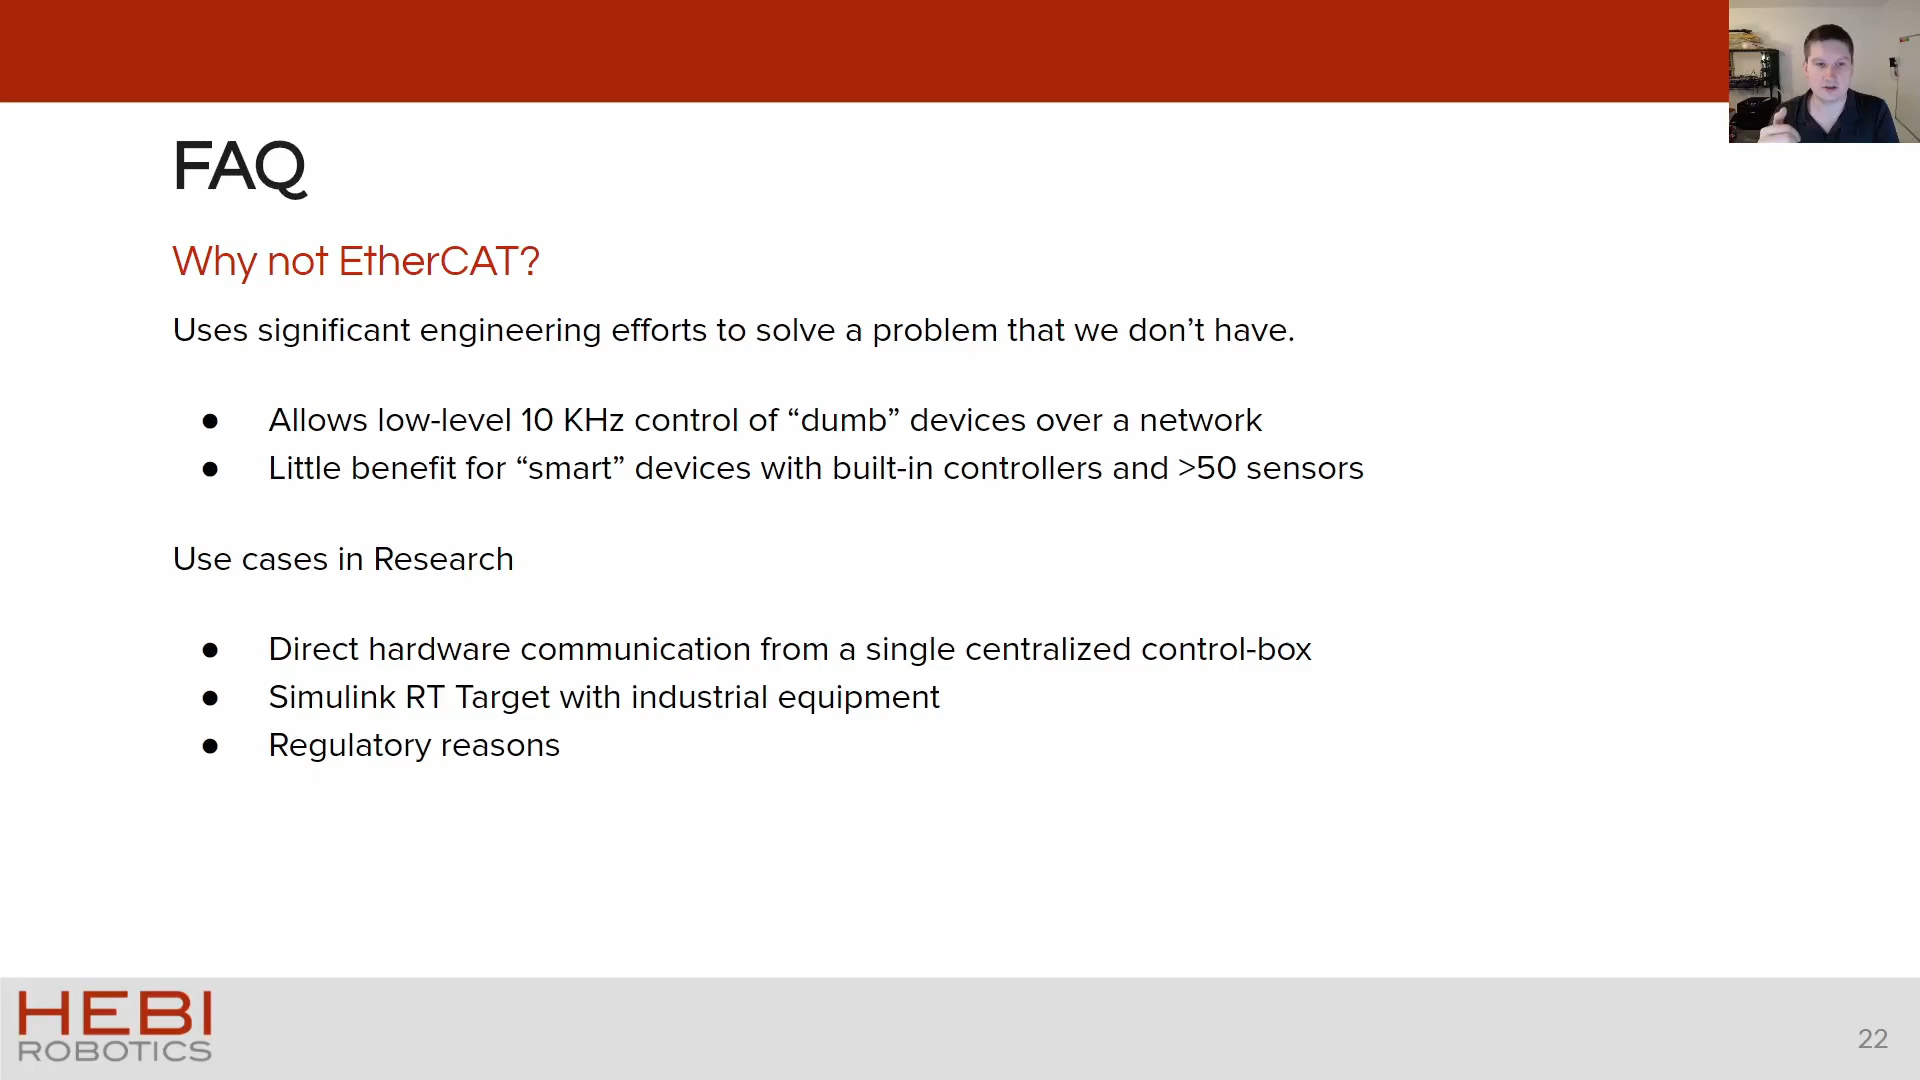 FAQ
Why not EtherCAT?
Uses significant engineering efforts to solve a problem that we don’t have.
● Allows low-level 10 KHz control of “dumb” devices over a network
● Little benefit for “smart” devices with built-in controllers and >50 sensors
Use cases in Research
● Direct hardware communication from a single centralized control-box
● Simulink RT Target with industrial equipment
● Regulatory reasons
HEBI
ROBOTICS
22